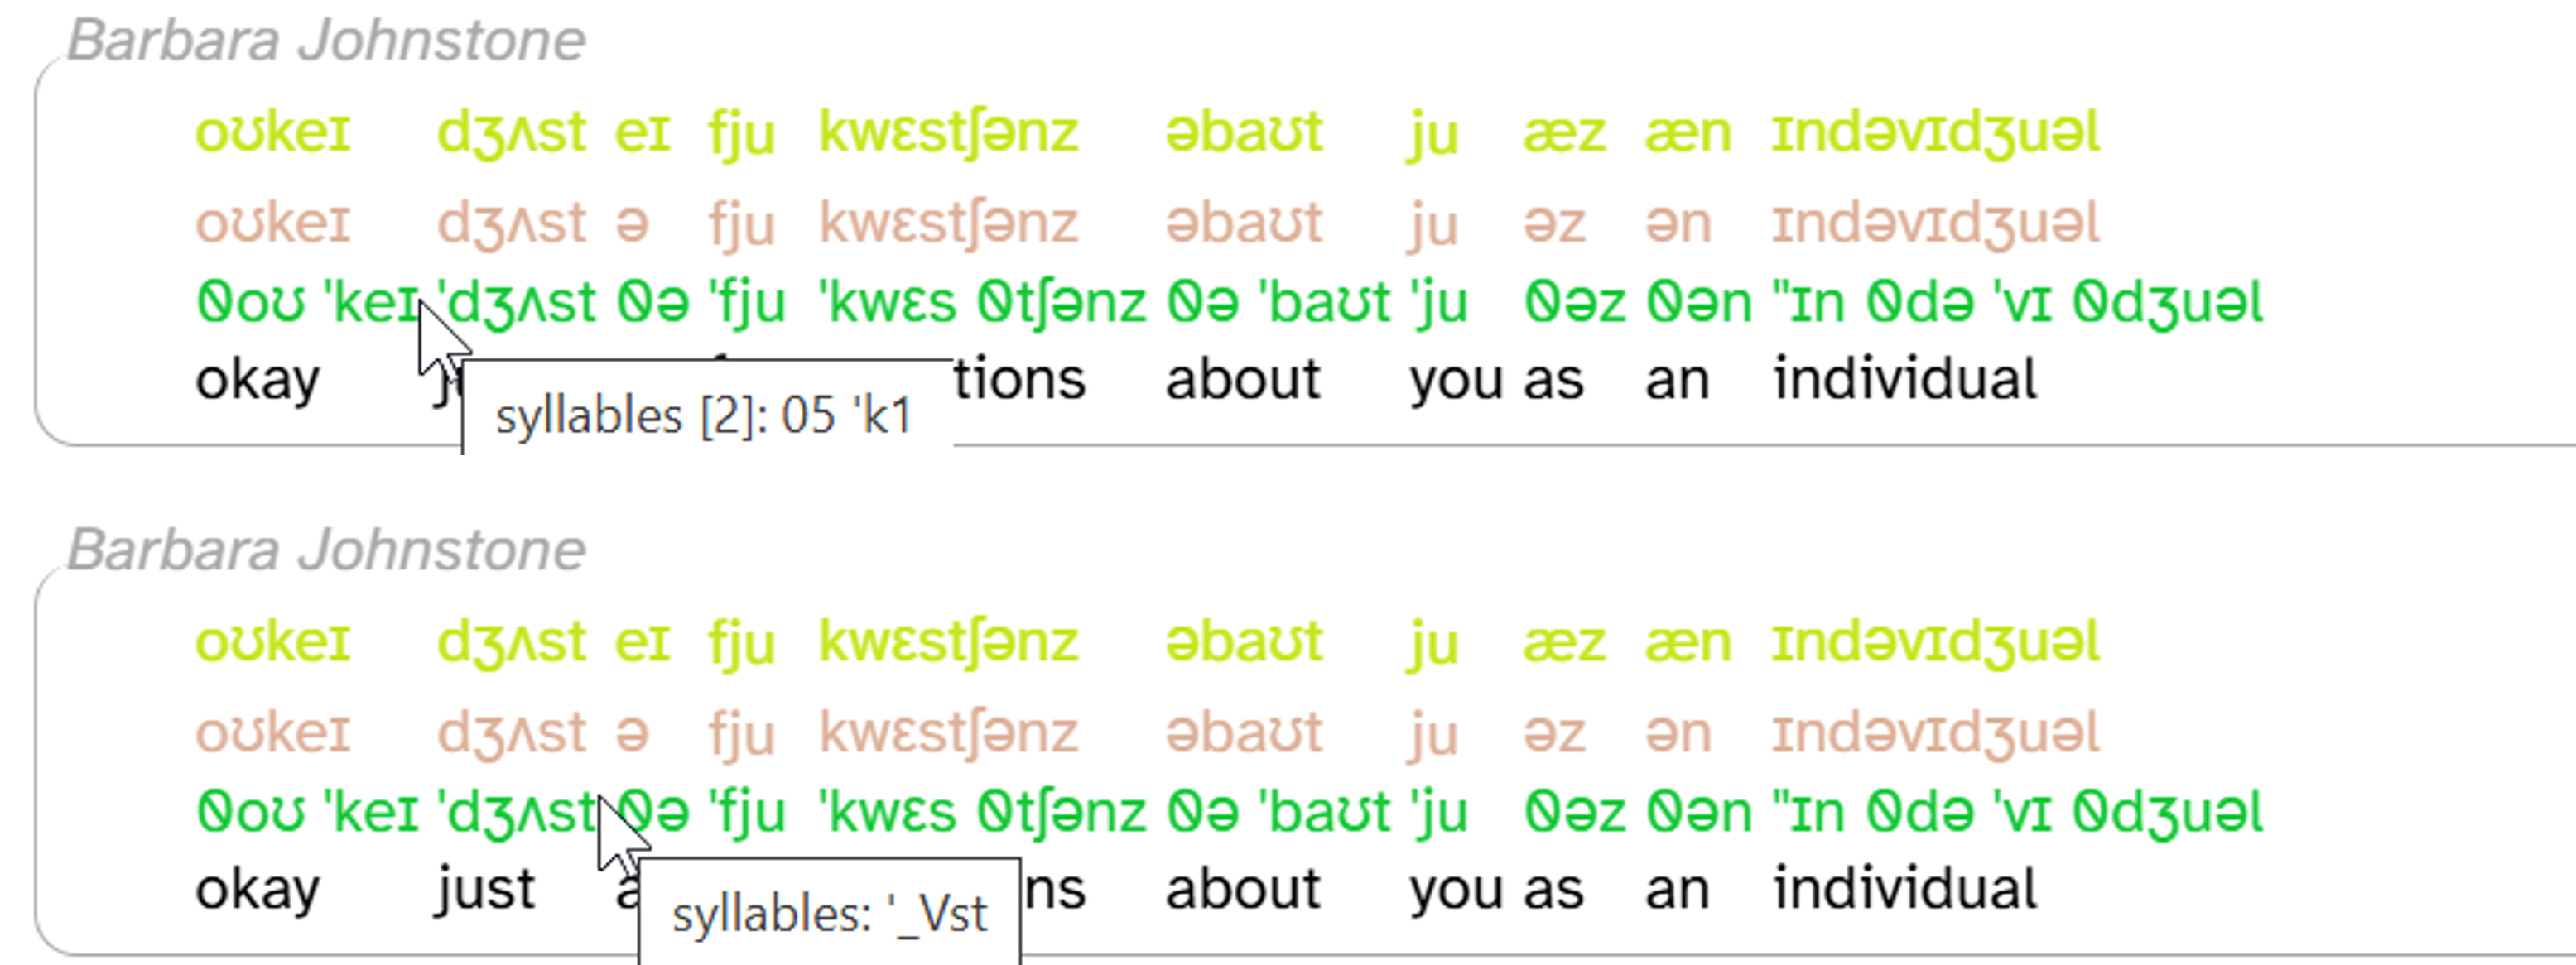 Barbara Johnstone
oʊkeɪ dʒʌst eɪ fju kwɛstʃənz əbaʊt ju æz æn ɪndəvɪdʒuəl
oʊkeɪ dʒʌst ə fju kwɛstʃənz əbaʊt ju əz ən ɪndəvɪdʒuəl
0oʊ 'keɪ 'dʒʌst 0ə 'fju 'kwɛs 0tʃənz 0ə 'baʊt 'ju 0əz 0ən "ɪn 0də 'vɪ 0dʒuəl
okay tions about you as an individual
syllables [2]: 05 'k1
Barbara Johnstone
oʊkeɪ dʒʌst eɪ fju kwɛstʃənz əbaʊt ju æz æn ɪndəvɪdʒuəl
oʊkeɪ dʒʌst ə fju kwɛstʃənz əbaʊt ju əz ən ɪndəvɪdʒuəl
0oʊ 'keɪ 'dʒʌst 0ə 'fju 'kwɛs 0tʃənz 0ə 'baʊt 'ju 0əz 0ən "ɪn 0də 'vɪ 0dʒuəl
okay just a ns about you as an individual
syllables: '_Vst